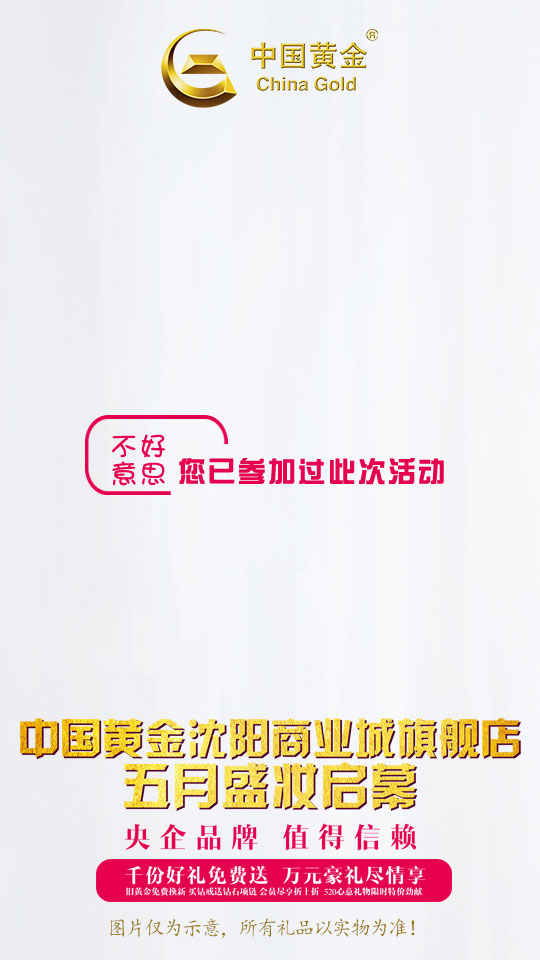 中国黄金®
China Gold
不好
意思
您已参加过此次活动
中国黄金沈阳商业城旗舰店
五月盛妆启幕
央企品牌 值得信赖
千份好礼免费送 万元豪礼尽情享
旧黄金免费换新 买钻戒送钻石项链 会员尽享折上折 520心意礼物限时特价劲献
图片仅为示意，所有礼品以实物为准！